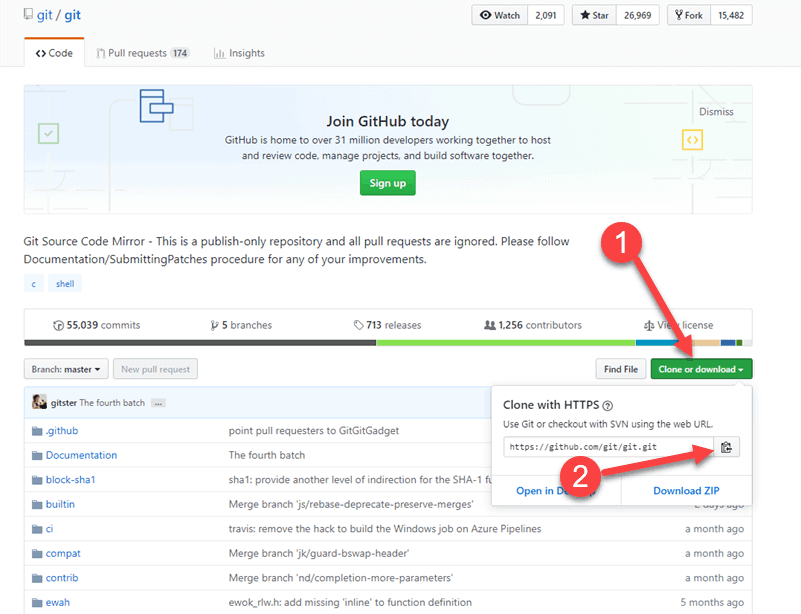 git / git
Watch 2,091 Star 26,969 Fork 15,482
Code Pull requests 174 Insights
Join GitHub today
Dismiss
GitHub is home to over 31 million developers working together to host
and review code, manage projects, and build software together.
Sign up
Git Source Code Mirror - This is a publish-only repository and all pull requests are ignored. Please follow
Documentation/SubmittingPatches procedure for any of your improvements.
c shell
1
55,039 commits 5 branches 713 releases 1,256 contributors View license
Branch: master New pull request Find File Clone or download
gitster The fourth batch ...
Clone with HTTPS ?
Use Git or checkout with SVN using the web URL.
https://github.com/git/git.git
2
Open in Download ZIP
.github point pull requesters to GitGitGadget
Documentation The fourth batch
block-sha1 sha1: provide another level of indirection for the SHA-1
builtin Merge branch 'js/rebase-deprecate-preserve-merges' 2 days ago
ci travis: remove the hack to build the Windows job on Azure Pipelines a month ago
compat Merge branch 'jk/guard-bswap-header' a month ago
contrib Merge branch 'nd/completion-more-parameters' a month ago
ewah ewok_rlw.h: add missing 'inline' to function definition 5 months ago